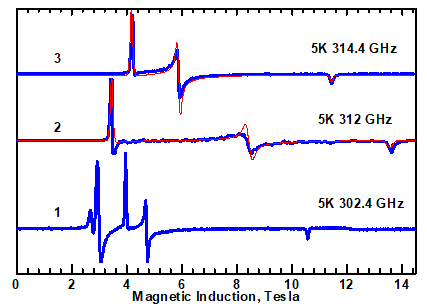 3
5K 314.4 GHz
2
5K 312 GHz
1
5K 302.4 GHz
0 2 4 6 8 10 12 14
Magnetic Induction, Tesla